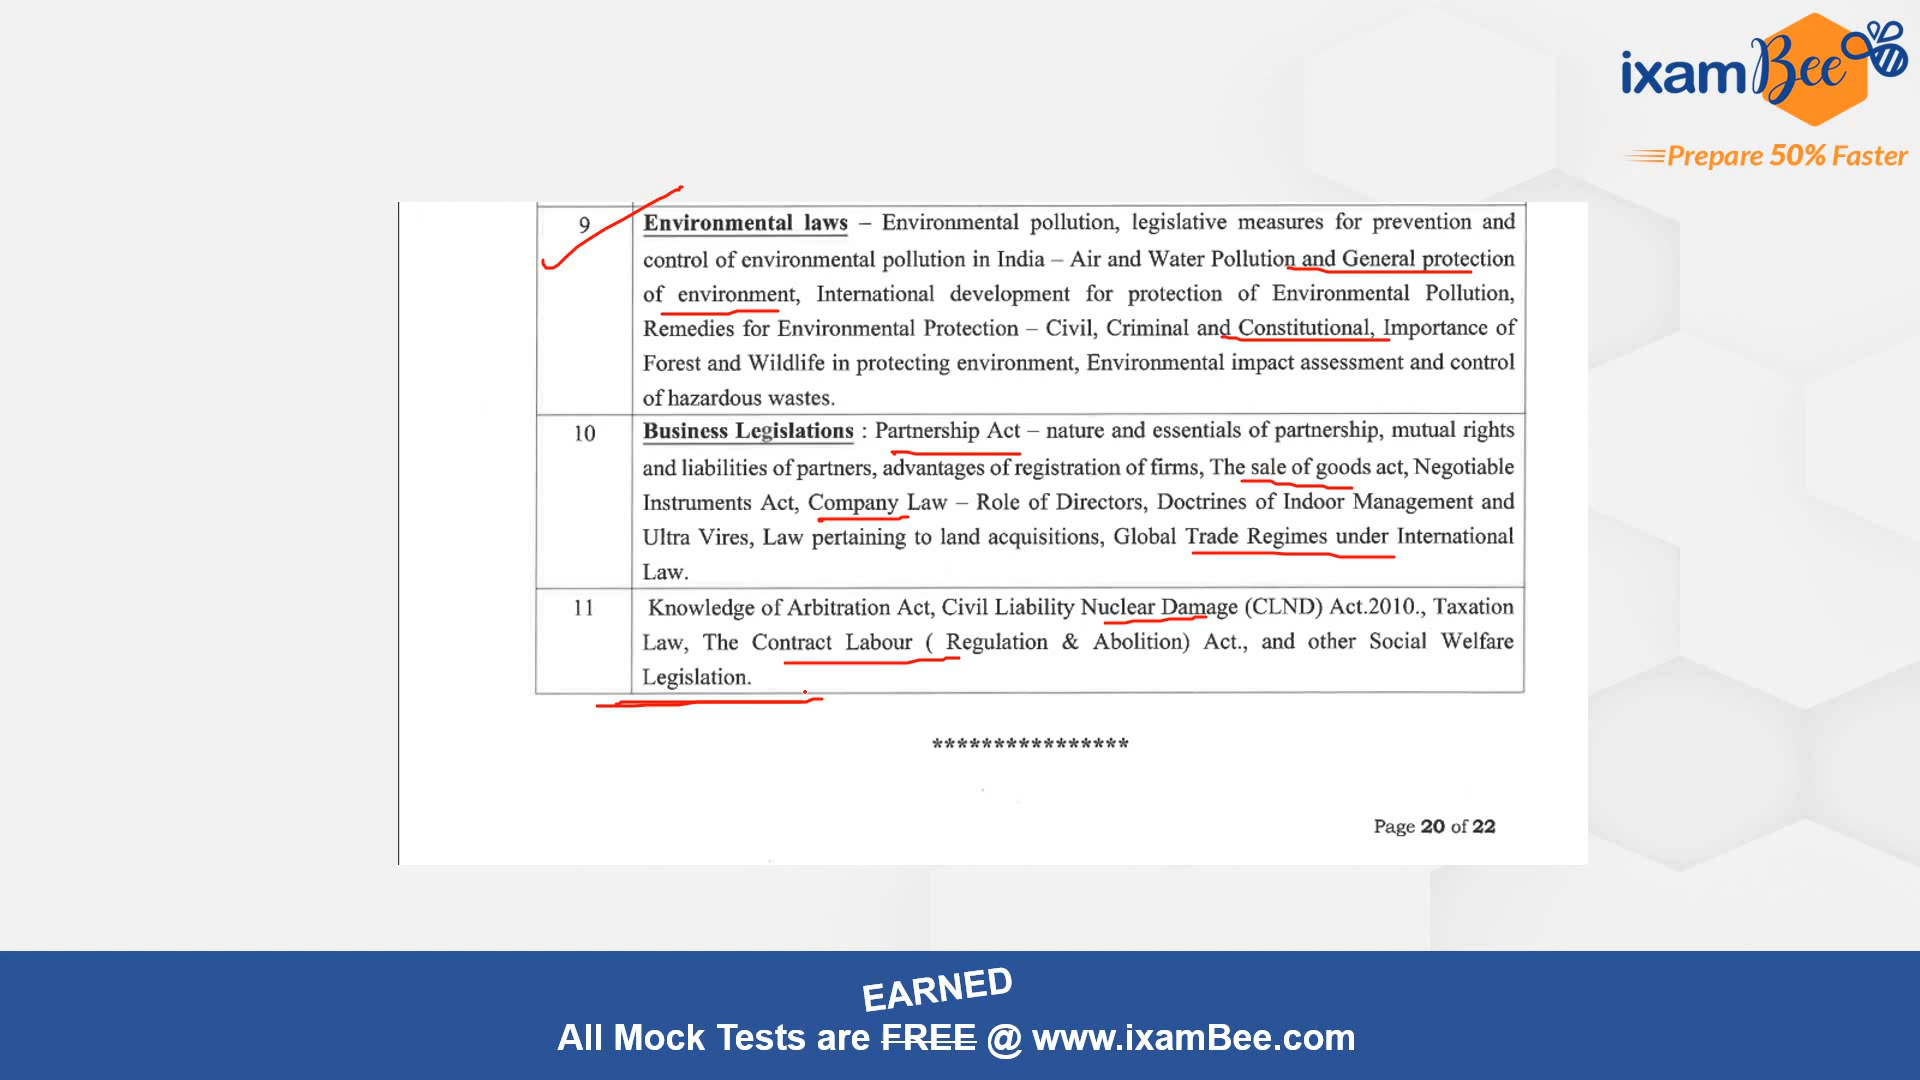 ixamBee
Prepare 50% Faster
9
Environmental laws – Environmental pollution, legislative measures for prevention and
control of environmental pollution in India – Air and Water Pollution and General protection
of environment, International development for protection of Environmental Pollution,
Remedies for Environmental Protection – Civil, Criminal and Constitutional, Importance of
Forest and Wildlife in protecting environment, Environmental impact assessment and control
of hazardous wastes.
10
Business Legislations : Partnership Act – nature and essentials of partnership, mutual rights
and liabilities of partners, advantages of registration of firms, The sale of goods act, Negotiable
Instruments Act, Company Law – Role of Directors, Doctrines of Indoor Management and
Ultra Vires, Law pertaining to land acquisitions, Global Trade Regimes under International
Law.
11
Knowledge of Arbitration Act, Civil Liability Nuclear Damage (CLND) Act.2010., Taxation
Law, The Contract Labour ( Regulation & Abolition) Act., and other Social Welfare
Legislation.
****************
Page 20 of 22
EARNED
All Mock Tests are FREE @ www.ixamBee.com